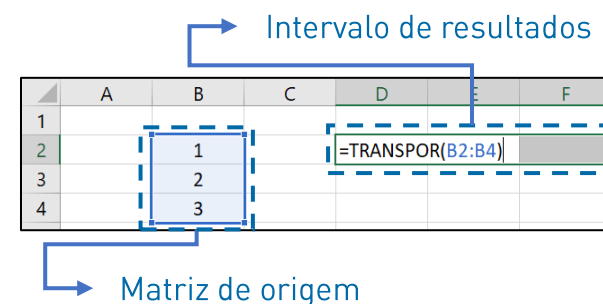 Intervalo de resultados
A B C D E F
1
2 1 =TRANSPOR(B2:B4)
3 2
4 3
Matriz de origem